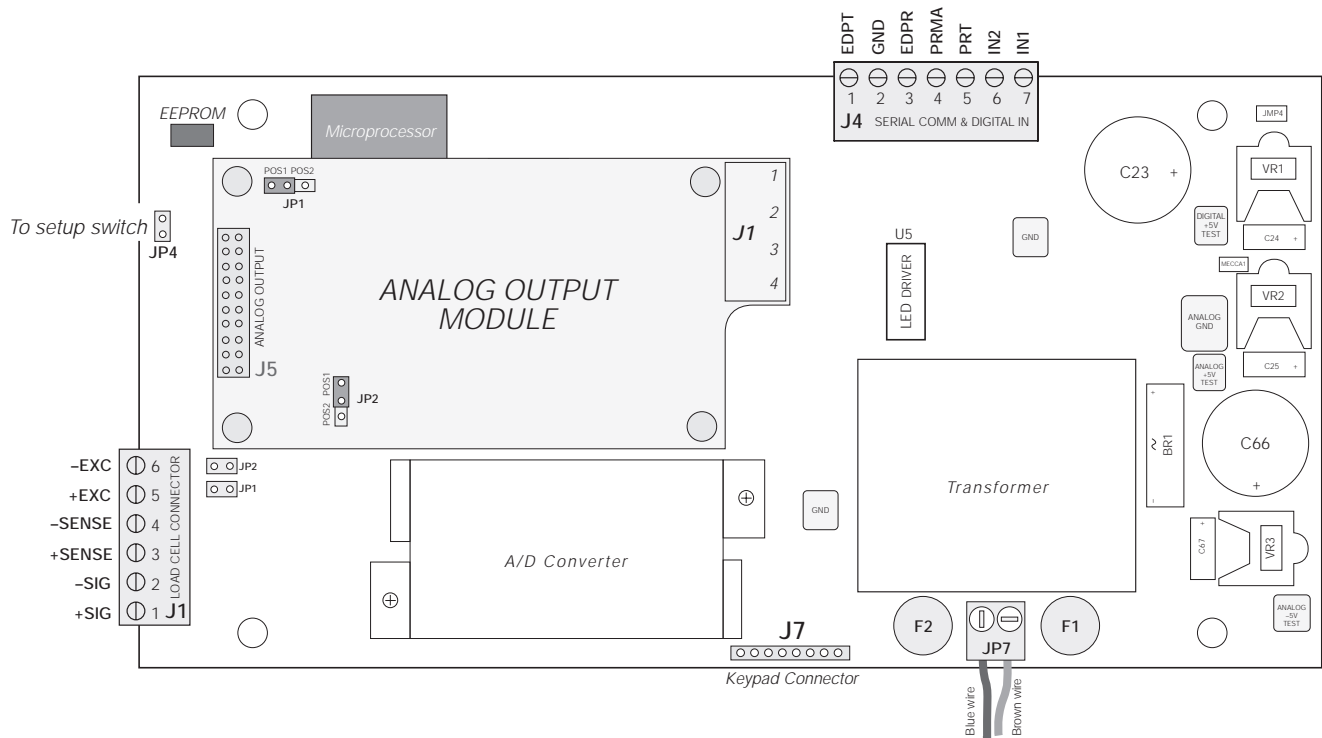 EDPT
GND
EDPR
PRMA
PRT
IN2
IN1
1 2 3 4 5 6 7
J4 SERIAL COMM & DIGITAL IN
EEPROM
Microprocessor
POS1 POS2
JP1
To setup switch
JP4
ANALOG OUTPUT
J5
ANALOG OUTPUT
MODULE
J1
1
2
3
4
POS2 POS1
JP2
U5
LED DRIVER
GND
C23 +
JMP4
VR1
DIGITAL
+5V
TEST
C24 +
MECCA1
VR2
ANALOG
GND
ANALOG
+5V
TEST
C25 +
–EXC 6
+EXC 5
–SENSE 4
+SENSE 3
–SIG 2
+SIG 1
LOAD CELL CONNECTOR
J1
JP2
JP1
A/D Converter
GND
Transformer
+
~
BR1
–
C66
+
+
C67
VR3
ANALOG
–5V
TEST
F2
F1
JP7
J7
Keypad Connector
Blue wire
Brown wire